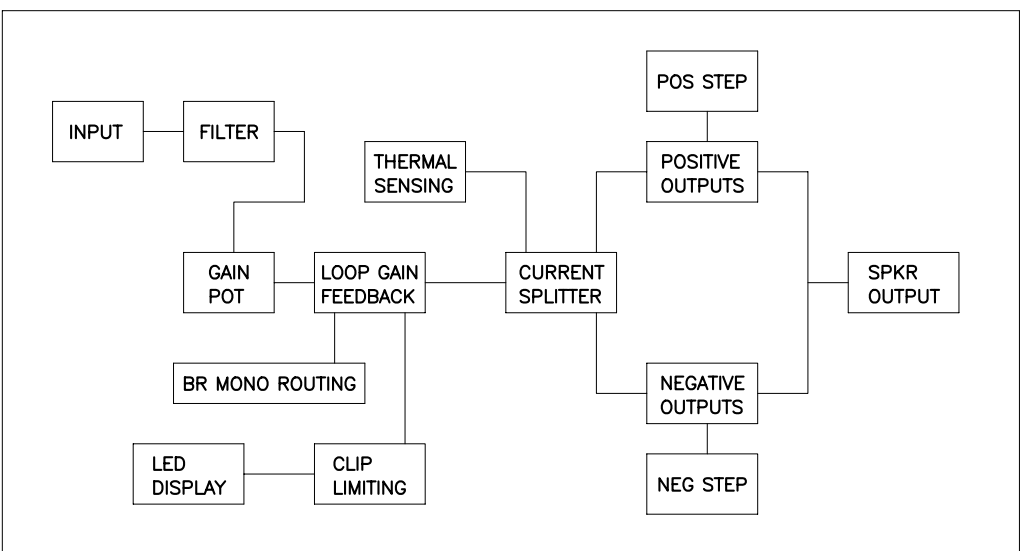 POS STEP
INPUT
FILTER
THERMAL
SENSING
POSITIVE
OUTPUTS
GAIN
POT
LOOP GAIN
FEEDBACK
CURRENT
SPLITTER
SPKR
OUTPUT
BR MONO ROUTING
NEGATIVE
OUTPUTS
LED
DISPLAY
CLIP
LIMITING
NEG STEP